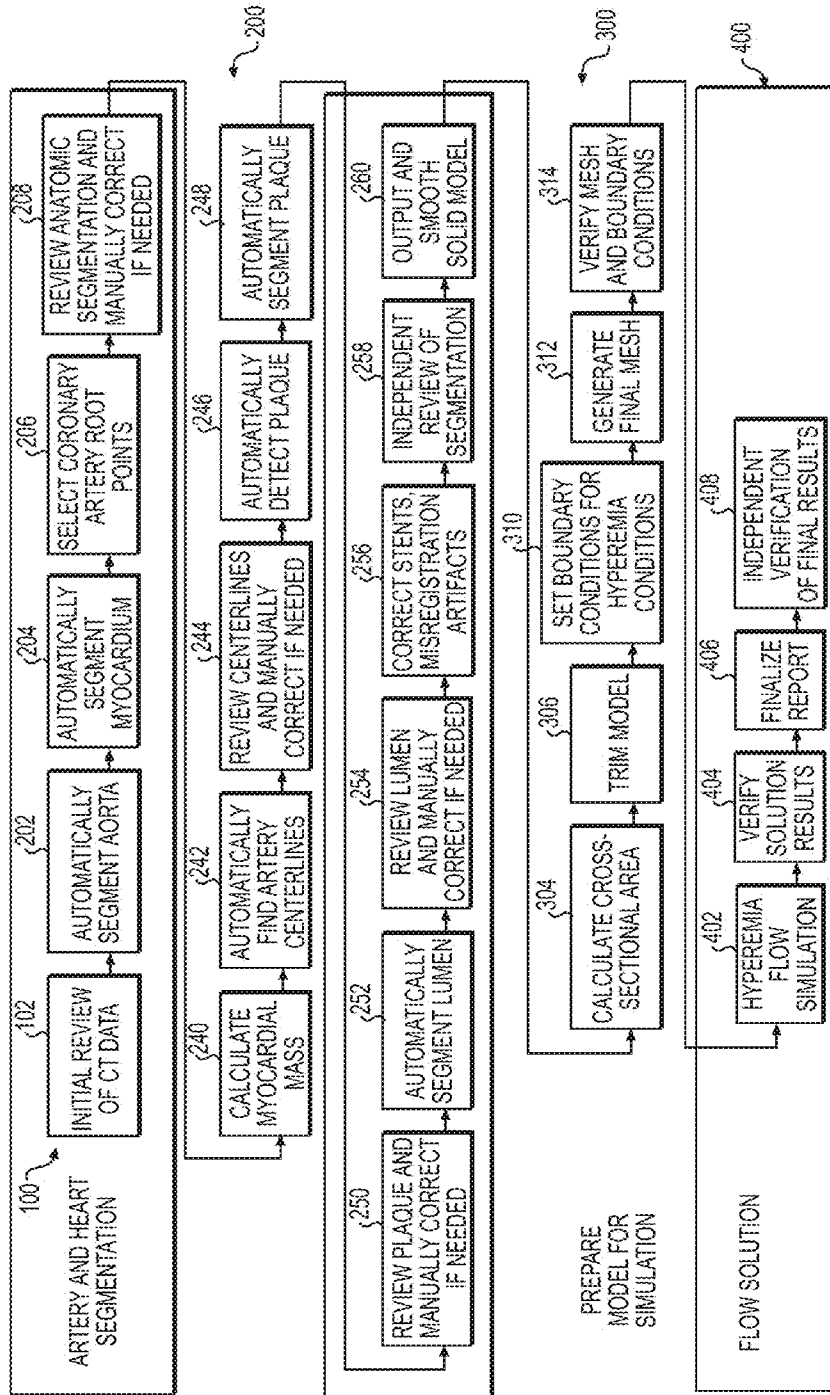 ARTERY AND HEART
SEGMENTATION
100
102
INITIAL REVIEW
OF CT DATA
202
AUTOMATICALLY
SEGMENT AORTA
204
AUTOMATICALLY
SEGMENT
MYOCARDIUM
206
SELECT CORONARY
ARTERY ROOT
POINTS
208
REVIEW ANATOMIC
SEGMENTATION AND
MANUALLY CORRECT
IF NEEDED
200
240
CALCULATE
MYOCARDIAL
MASS
242
AUTOMATICALLY
FIND ARTERY
CENTERLINES
244
REVIEW CENTERLINES
AND MANUALLY
CORRECT IF NEEDED
246
AUTOMATICALLY
DETECT PLAQUE
248
AUTOMATICALLY
SEGMENT PLAQUE
250
REVIEW PLAQUE AND
MANUALLY CORRECT
IF NEEDED
252
AUTOMATICALLY
SEGMENT LUMEN
254
REVIEW LUMEN
AND MANUALLY
CORRECT IF NEEDED
256
CORRECT STENTS,
MISREGISTRATION
ARTIFACTS
258
INDEPENDENT
REVIEW OF
SEGMENTATION
260
OUTPUT AND
SMOOTH
SOLID MODEL
PREPARE
MODEL FOR
SIMULATION
300
304
CALCULATE CROSS-
SECTIONAL AREA
306
TRIM MODEL
310
SET BOUNDARY
CONDITIONS FOR
HYPEREMIA
CONDITIONS
312
GENERATE
FINAL MESH
314
VERIFY MESH
AND BOUNDARY
CONDITIONS
FLOW SOLUTION
400
402
HYPEREMIA
FLOW
SIMULATION
404
VERIFY
SOLUTION
RESULTS
406
FINALIZE
REPORT
408
INDEPENDENT
VERIFICATION
OF FINAL RESULTS